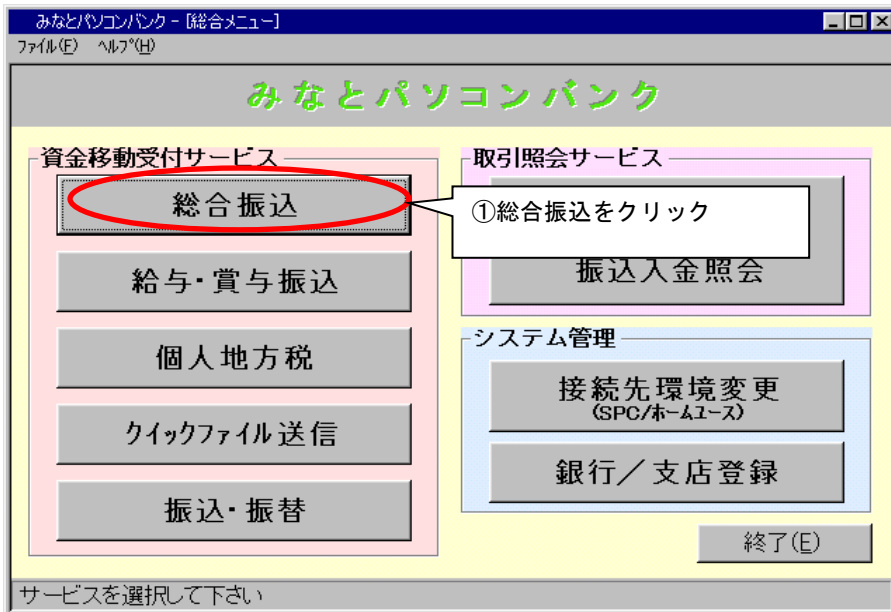 みなとパソコンバンク - [総合メニュー]
ファイル(F) ヘルプ(H)
みなとパソコンバンク
資金移動受付サービス
総合振込
給与・賞与振込
個人地方税
クイックファイル送信
振込・振替
取引照会サービス
①総合振込をクリック
振込入金照会
システム管理
接続先環境変更
(SPC/ホームユース)
銀行／支店登録
終了(E)
サービスを選択して下さい